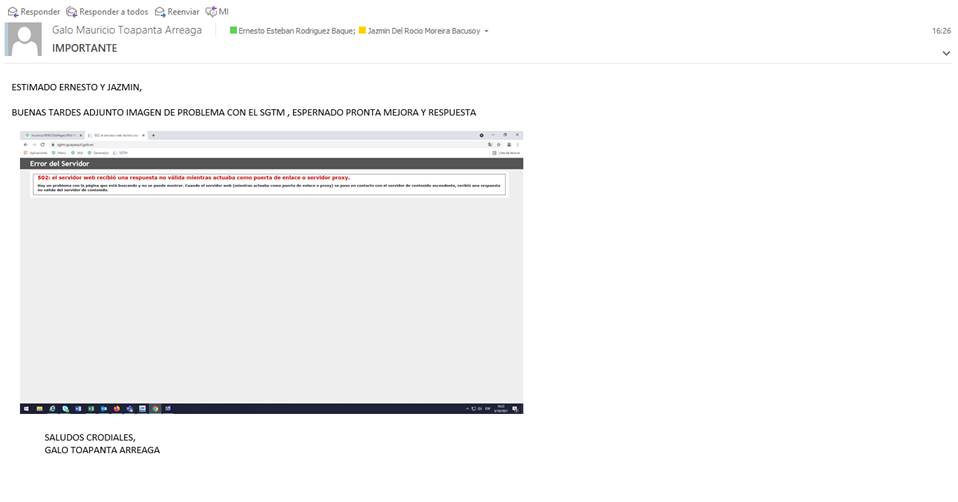 Responder Responder a todos Reenviar MI
Galo Mauricio Toapanta Arreaga Ernesto Esteban Rodriguez Baque; Jazmin Del Rocio Moreira Bacusoy 16:26
IMPORTANTE
ESTIMADO ERNESTO Y JAZMIN,
BUENAS TARDES ADJUNTO IMAGEN DE PROBLEMA CON EL SGTM , ESPERNADO PRONTA MEJORA Y RESPUESTA
Error del Servidor
502: el servidor web recibió una respuesta no válida mientras actuaba como puerta de enlace o servidor proxy.
Hay un problema con la página que está buscando y no se puede mostrar. Cuando el servidor web (mientras actuaba como puerta de enlace o proxy) se puso en contacto con el servidor de contenido ascendente, recibió una respuesta
no válida del servidor de contenido.
SALUDOS CRODIALES,
GALO TOAPANTA ARREAGA